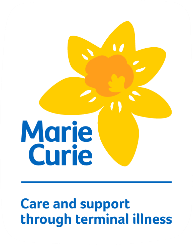 Marie
Curie
Care and support
through terminal illness